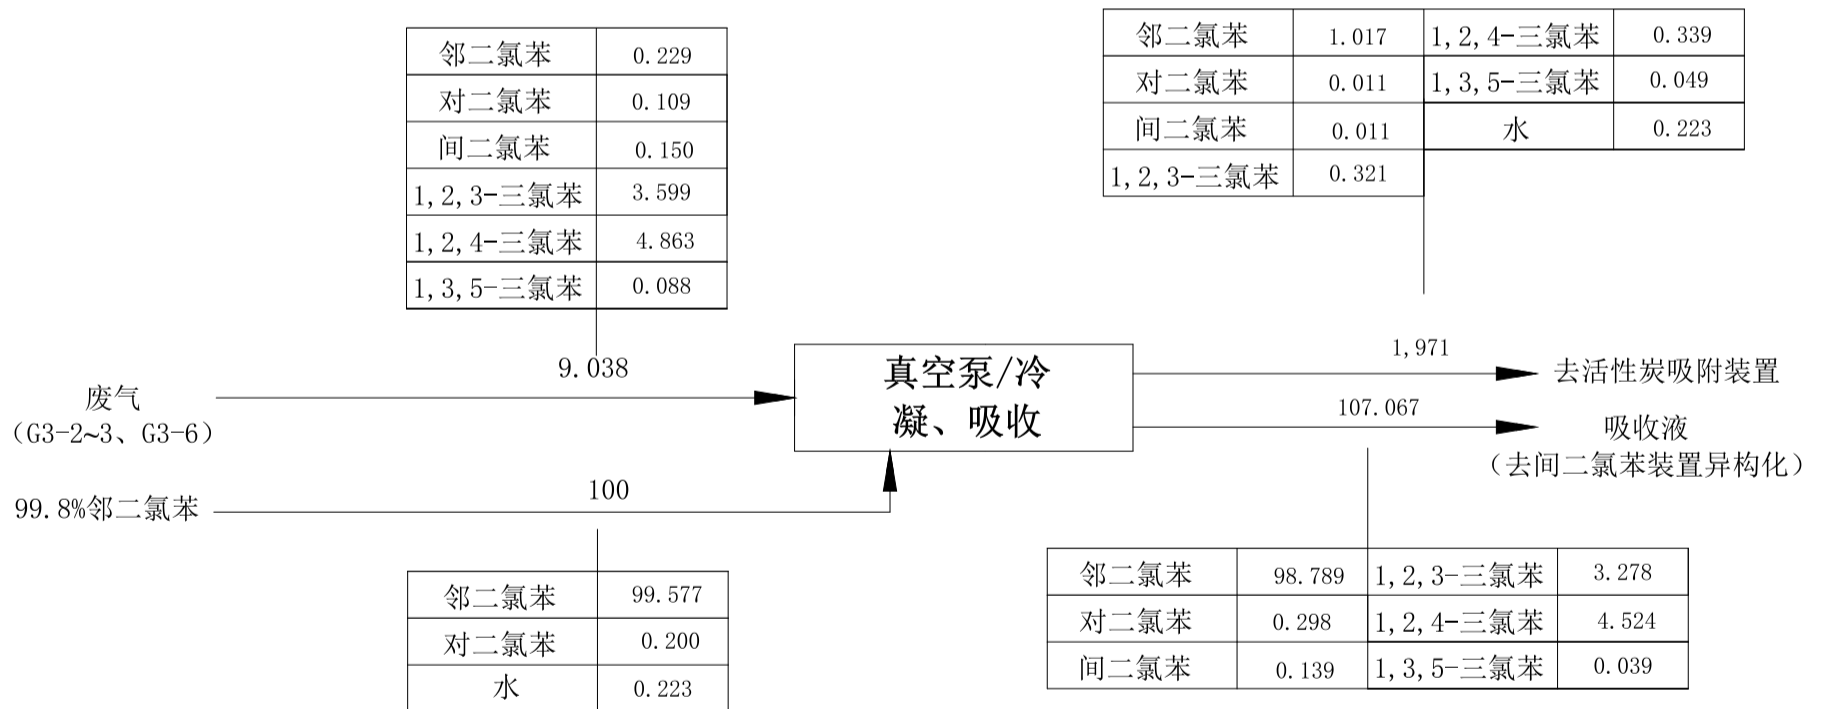 邻二氯苯 0.229
对二氯苯 0.109
间二氯苯 0.150
1,2,3-三氯苯 3.599
1,2,4-三氯苯 4.863
1,3,5-三氯苯 0.088
邻二氯苯 1.017 1,2,4-三氯苯 0.339
对二氯苯 0.011 1,3,5-三氯苯 0.049
间二氯苯 0.011 水 0.223
1,2,3-三氯苯 0.321
废气
（G3-2~3、G3-6）
9.038
99.8%邻二氯苯
100
真空泵/冷
凝、吸收
1,971
去活性炭吸附装置
107.067
吸收液
（去间二氯苯装置异构化）
邻二氯苯 99.577
对二氯苯 0.200
水 0.223
邻二氯苯 98.789 1,2,3-三氯苯 3.278
对二氯苯 0.298 1,2,4-三氯苯 4.524
间二氯苯 0.139 1,3,5-三氯苯 0.039